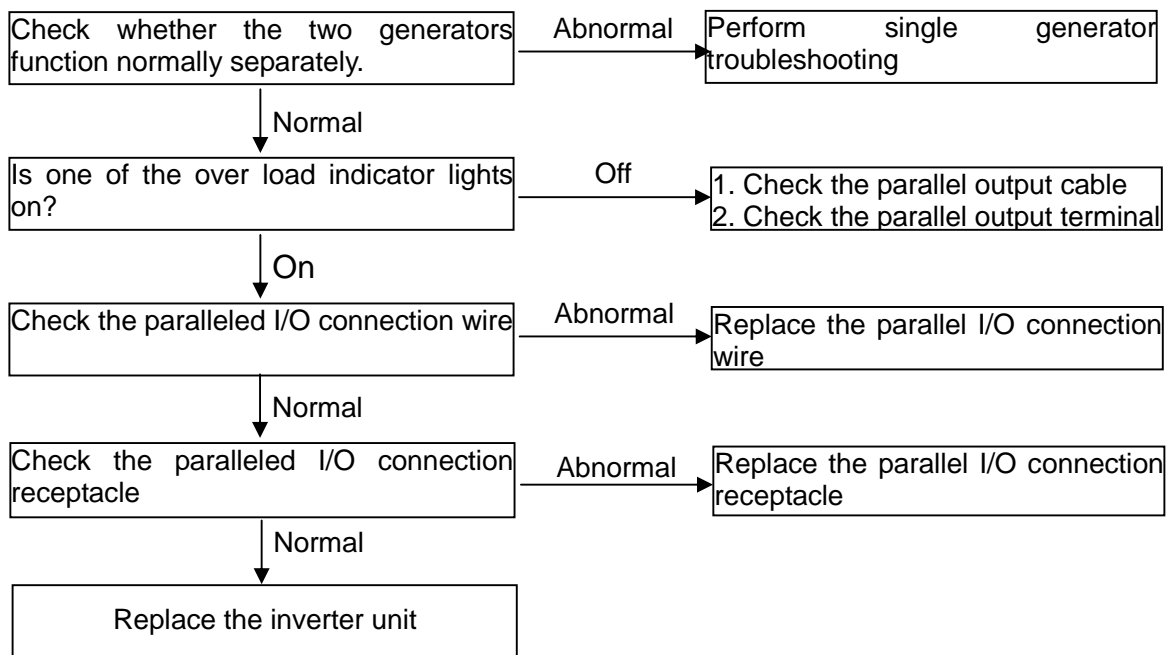 Check whether the two generators
function normally separately.
Abnormal
Perform single generator
troubleshooting
Normal
Is one of the over load indicator lights
on?
Off
1. Check the parallel output cable
2. Check the parallel output terminal
On
Check the paralleled I/O connection wire
Abnormal
Replace the parallel I/O connection
wire
Normal
Check the paralleled I/O connection
receptacle
Abnormal
Replace the parallel I/O connection
receptacle
Normal
Replace the inverter unit